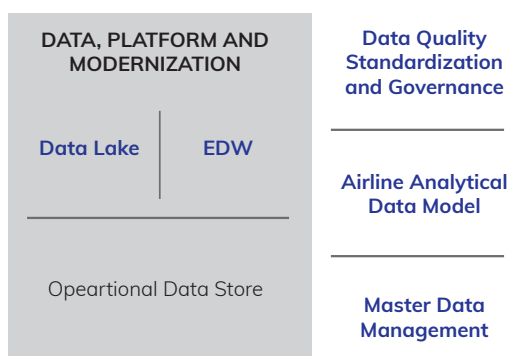 DATA, PLATFORM AND
MODERNIZATION
Data Lake
EDW
Opeartional Data Store
Data Quality
Standardization
and Governance
Airline Analytical
Data Model
Master Data
Management